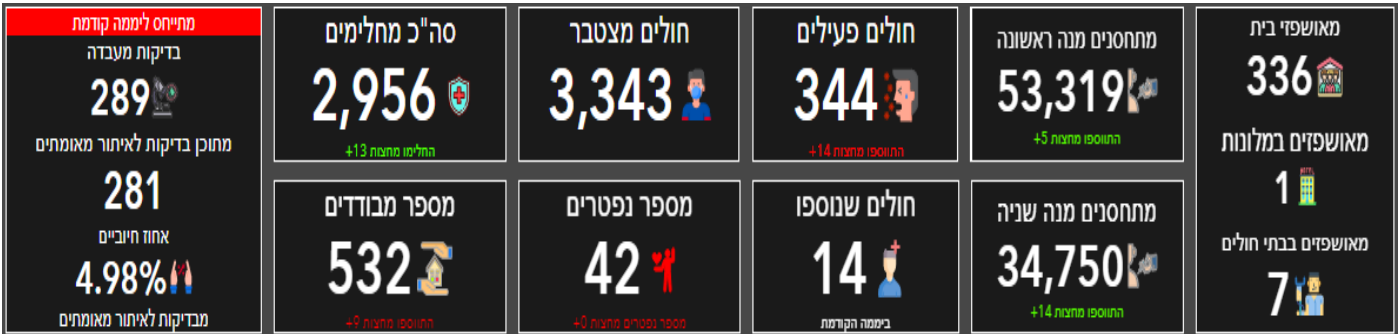 מאושפזי בית
336
מאושפזים במלונות
1
מאושפזים בבתי חולים
7
מתחסנים מנה ראשונה
53,319
התווספו מחצות 5+
מתחסנים מנה שניה
34,750
התווספו מחצות 14+
חולים פעילים
344
התווספו מחצות 14+
חולים שנוספו
14
ביממה הקודמת
חולים מצטבר
3,343
מספר נפטרים
42
מספר נפטרים מחצות 0+
סה"כ מחלימים
2,956
החלימו מחצות 13+
מספר מבודדים
532
התווספו מחצות 9+
מתייחס ליממה קודמת
בדיקות מעבדה
289
מתוכן בדיקות לאיתור מאומתים
281
אחוז חיוביים
4.98%
מבדיקות לאיתור מאומתים